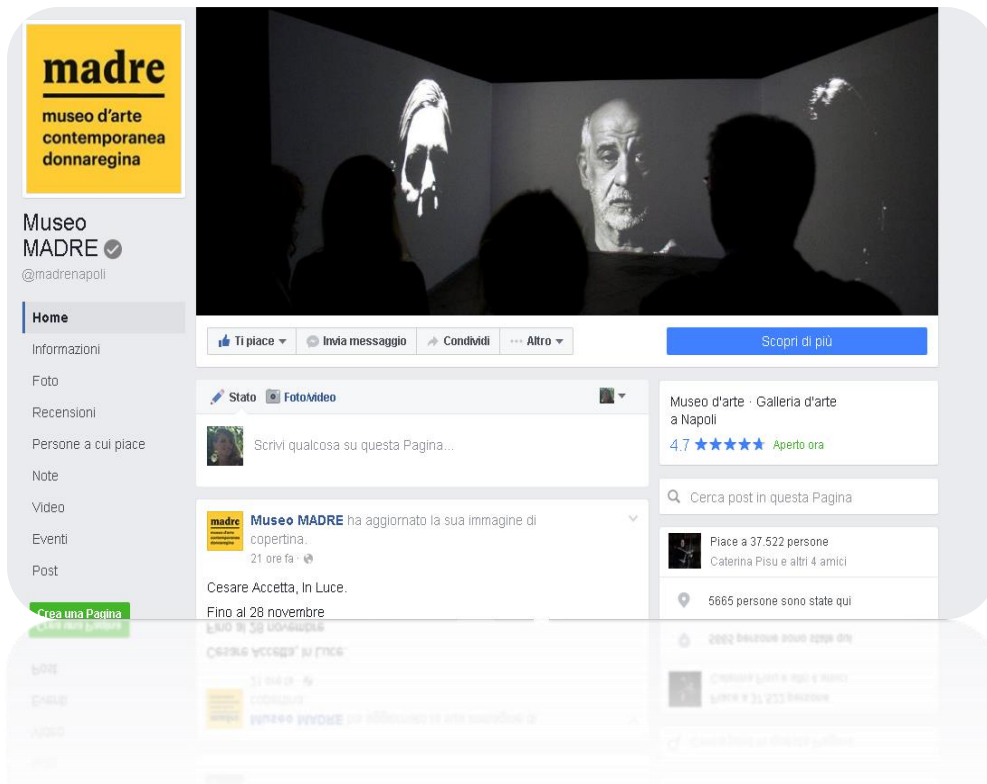 madre
museo d'arte
contemporanea
donnaregina
Museo
MADRE
@madrenapoli
Home
Informazioni
Foto
Recensioni
Persone a cui piace
Note
Video
Eventi
Post
Crea una Pagina
Ti piace
Invia messaggio
Condividi
··· Altro
Scopri di più
Stato
Foto/video
Scrivi qualcosa su questa Pagina...
madre
Museo MADRE ha aggiornato la sua immagine di
copertina.
21 ore fa ·
Cesare Accetta, In Luce.
Fino al 28 novembre
Museo d'arte · Galleria d'arte
a Napoli
4,7 Aperto ora
Cerca post in questa Pagina
Piace a 37.522 persone
Caterina Pisu e altri 4 amici
5665 persone sono state qui